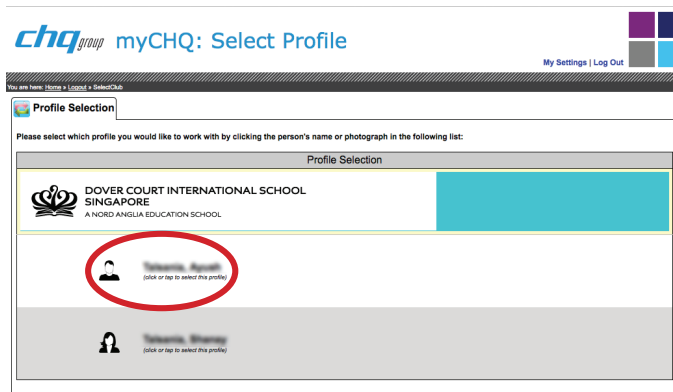 chq group myCHQ: Select Profile
My Settings | Log Out
You are here: Home » Logout » SelectClub
Profile Selection
Please select which profile you would like to work with by clicking the person's name or photograph in the following list:
Profile Selection
DOVER COURT INTERNATIONAL SCHOOL
SINGAPORE
A NORD ANGLIA EDUCATION SCHOOL
(click or tap to select this profile)
(click or tap to select this profile)